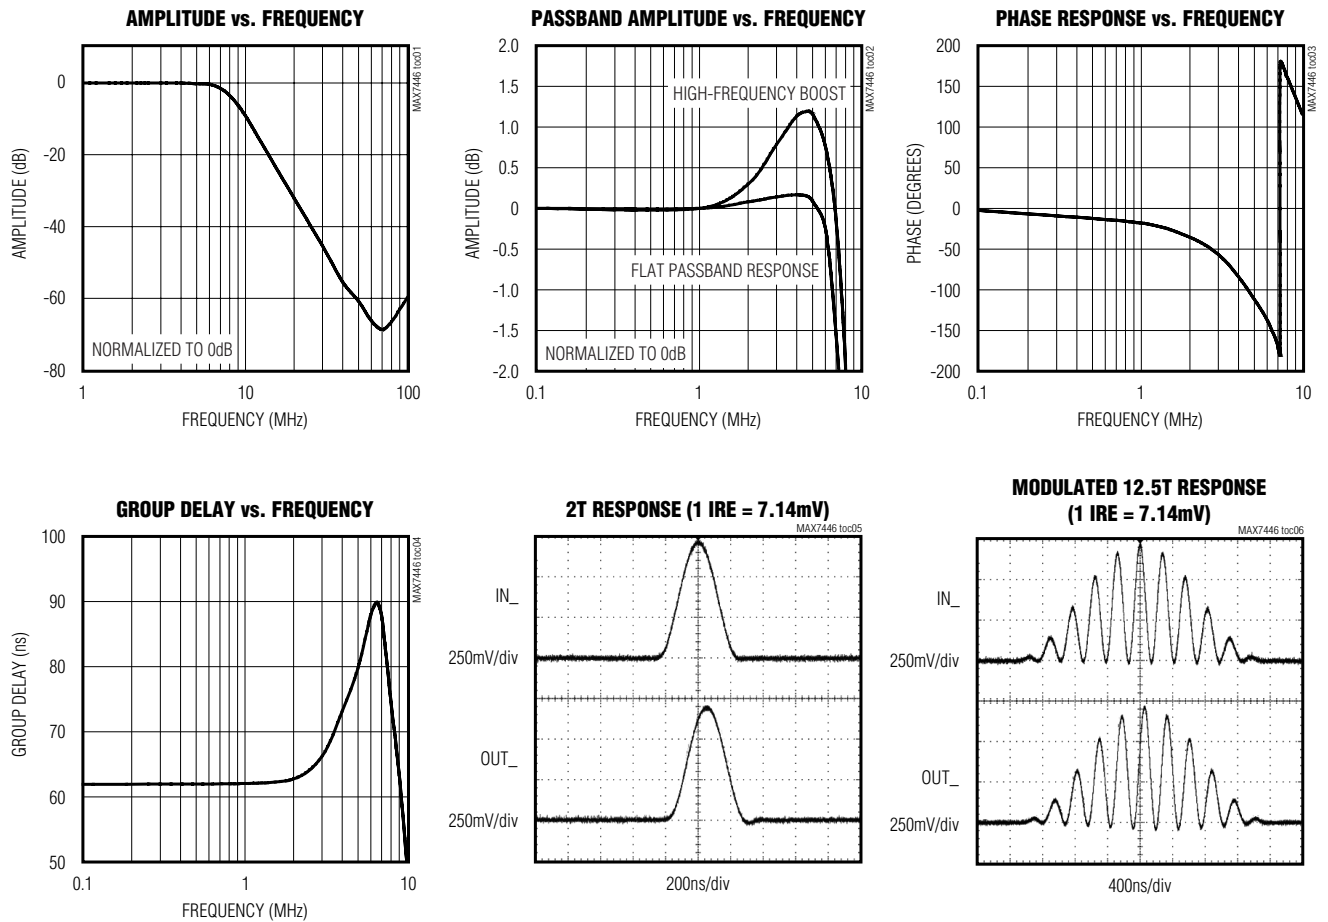 AMPLITUDE vs. FREQUENCY
MAX7446 toc01
0
-20
-40
-60
-80
AMPLITUDE (dB)
NORMALIZED TO 0dB
1
10
100
FREQUENCY (MHz)
PASSBAND AMPLITUDE vs. FREQUENCY
MAX7446 toc02
2.0
1.5
1.0
0.5
0
-0.5
-1.0
-1.5
-2.0
AMPLITUDE (dB)
HIGH-FREQUENCY BOOST
FLAT PASSBAND RESPONSE
NORMALIZED TO 0dB
0.1
1
10
FREQUENCY (MHz)
PHASE RESPONSE vs. FREQUENCY
MAX7446 toc03
200
150
100
50
0
-50
-100
-150
-200
PHASE (DEGREES)
0.1
1
10
FREQUENCY (MHz)
GROUP DELAY vs. FREQUENCY
MAX7446 toc04
100
90
80
70
60
50
GROUP DELAY (ns)
0.1
1
10
FREQUENCY (MHz)
2T RESPONSE (1 IRE = 7.14mV)
MAX7446 toc05
IN_
250mV/div
OUT_
250mV/div
200ns/div
MODULATED 12.5T RESPONSE
(1 IRE = 7.14mV)
MAX7446 toc06
IN_
250mV/div
OUT_
250mV/div
400ns/div